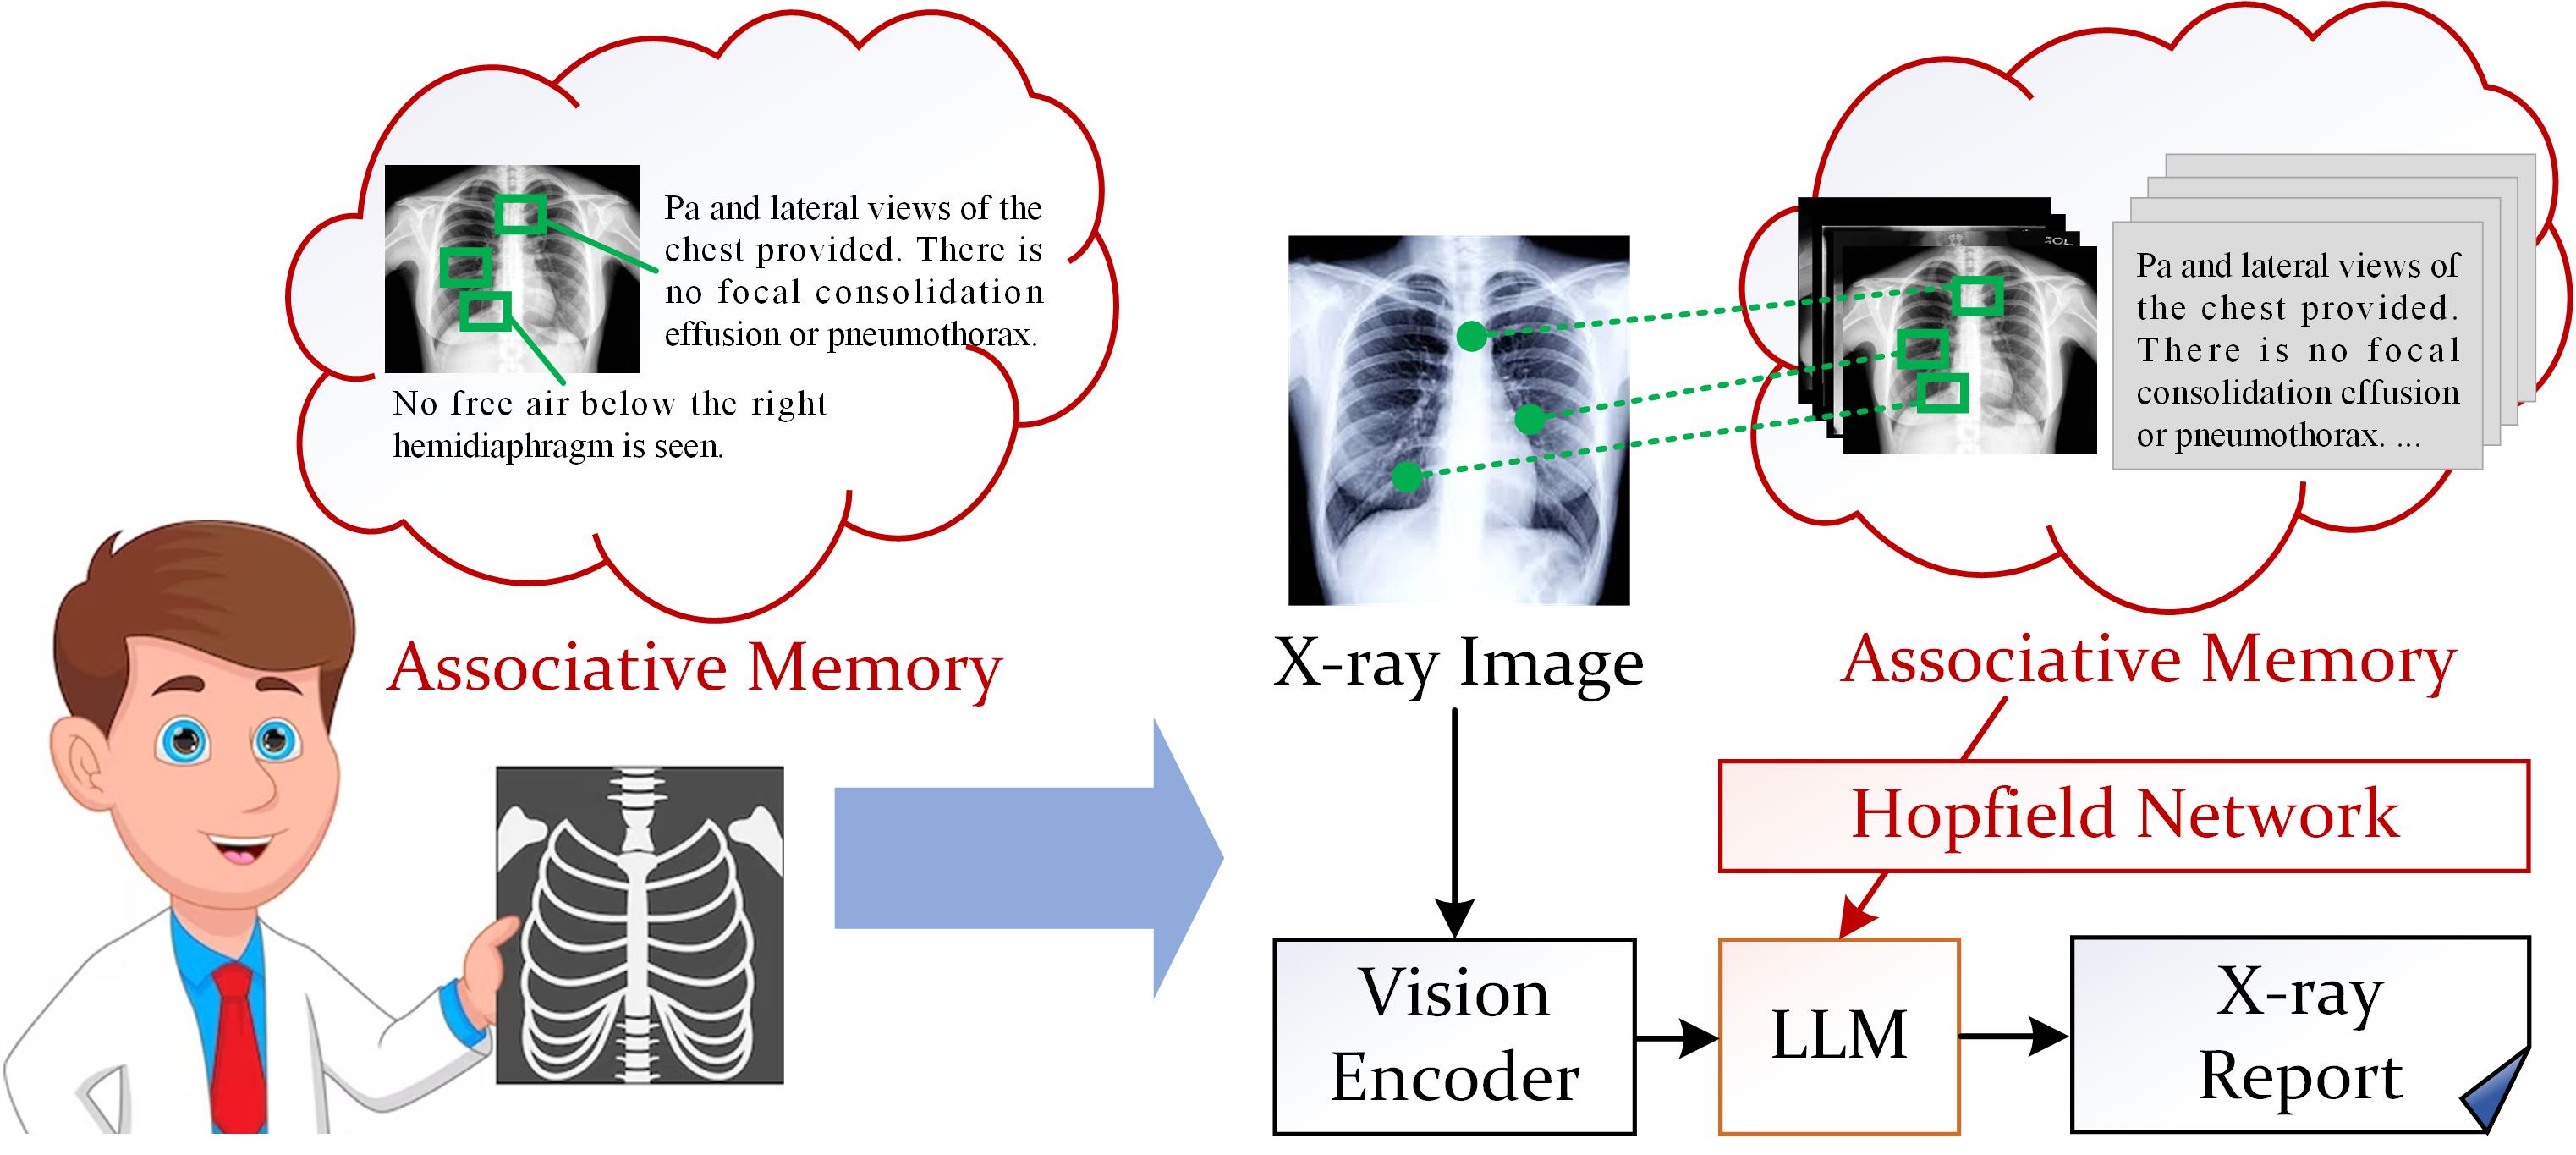 Pa and lateral views of the
chest provided. There is
no focal consolidation
effusion or pneumothorax.
No free air below the right
hemidiaphragm is seen.
Associative Memory
X-ray Image
Pa and lateral views of
the chest provided.
There is no focal
consolidation effusion
or pneumothorax. ...
Associative Memory
Hopfield Network
Vision
Encoder
LLM
X-ray
Report